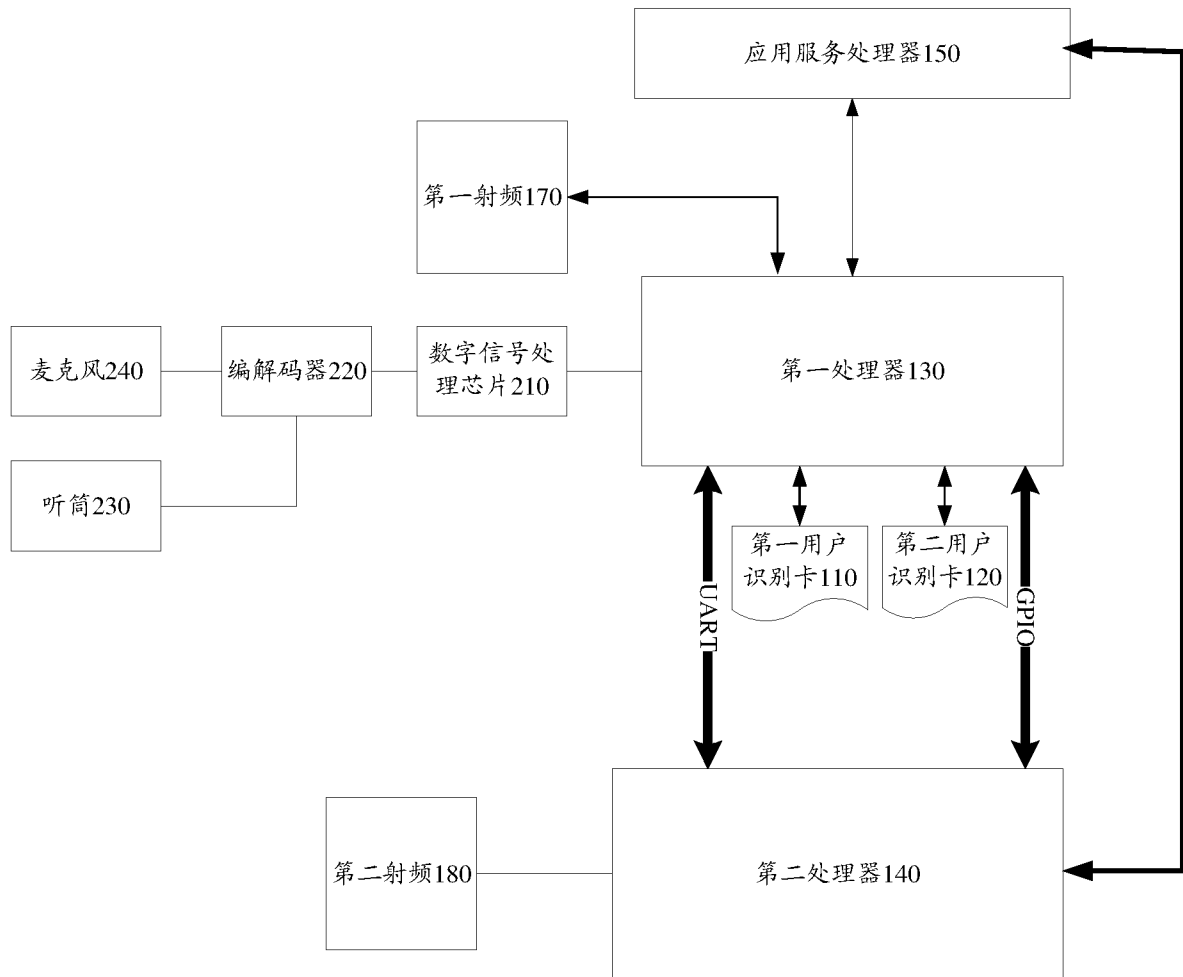 应用服务处理器150
第一射频170
麦克风240
编解码器220
数字信号处
理芯片210
第一处理器130
听筒230
第一用户
识别卡110
第二用户
识别卡120
UART
GPIO
第二射频180
第二处理器140